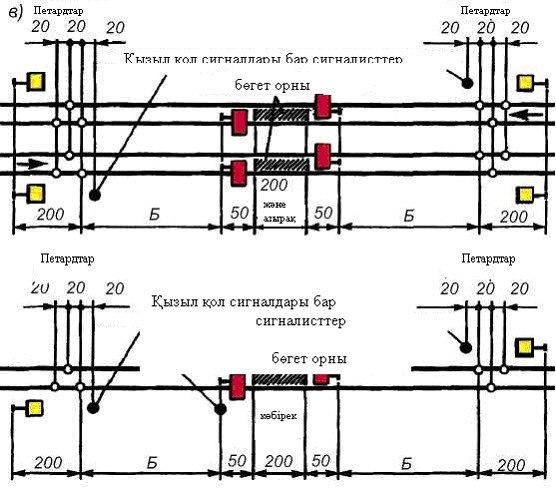 в)
Петардтар Петардтар
20 20 20 20 20 20
Қызыл қол сигналдары бар сигналисттер
бөгет орны
200
және
азырақ
200 Б 50 50 Б 200
Петардтар Петардтар
20 20 20 20 20 20
Қызыл қол сигналдары бар
сигналисттер
бөгет орны
көбірек
200 Б 50 200 50 Б 200